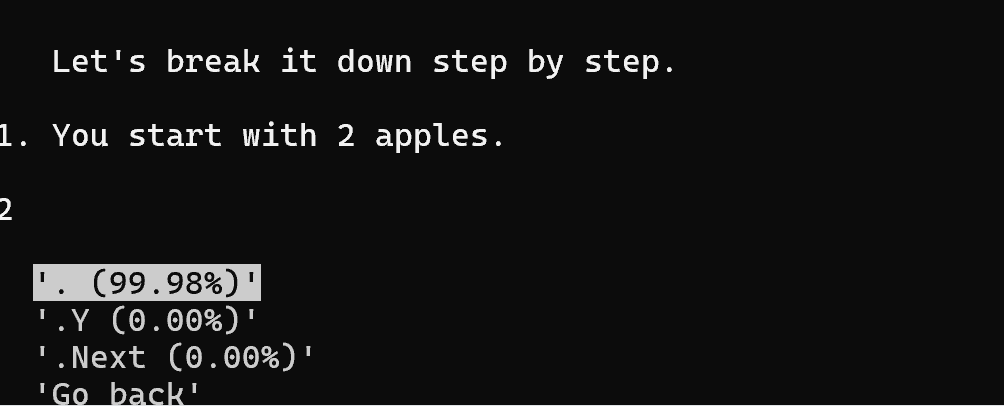 Let's break it down step by step.
1. You start with 2 apples.
2
'. (99.98%)'
'.Y (0.00%)'
'.Next (0.00%)'
'Go back'